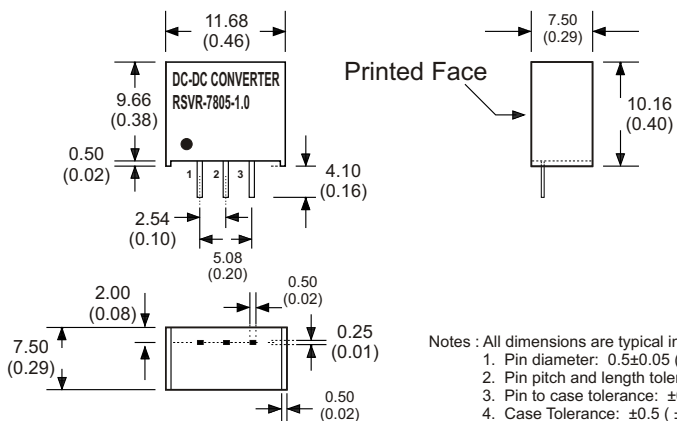 11.68
(0.46)
7.50
(0.29)
DC-DC CONVERTER
RSVR-7805-1.0
Printed Face
9.66
(0.38)
10.16
(0.40)
0.50
(0.02)
1 2 3
4.10
(0.16)
2.54
(0.10)
5.08
(0.20)
2.00
(0.08)
0.50
(0.02)
0.25
(0.01)
7.50
(0.29)
0.50
(0.02)
Notes : All dimensions are typical in
1. Pin diameter: 0.5±0.05 (
2. Pin pitch and length
3. Pin to case tolerance:
4. Case Tolerance: ±0.5 (